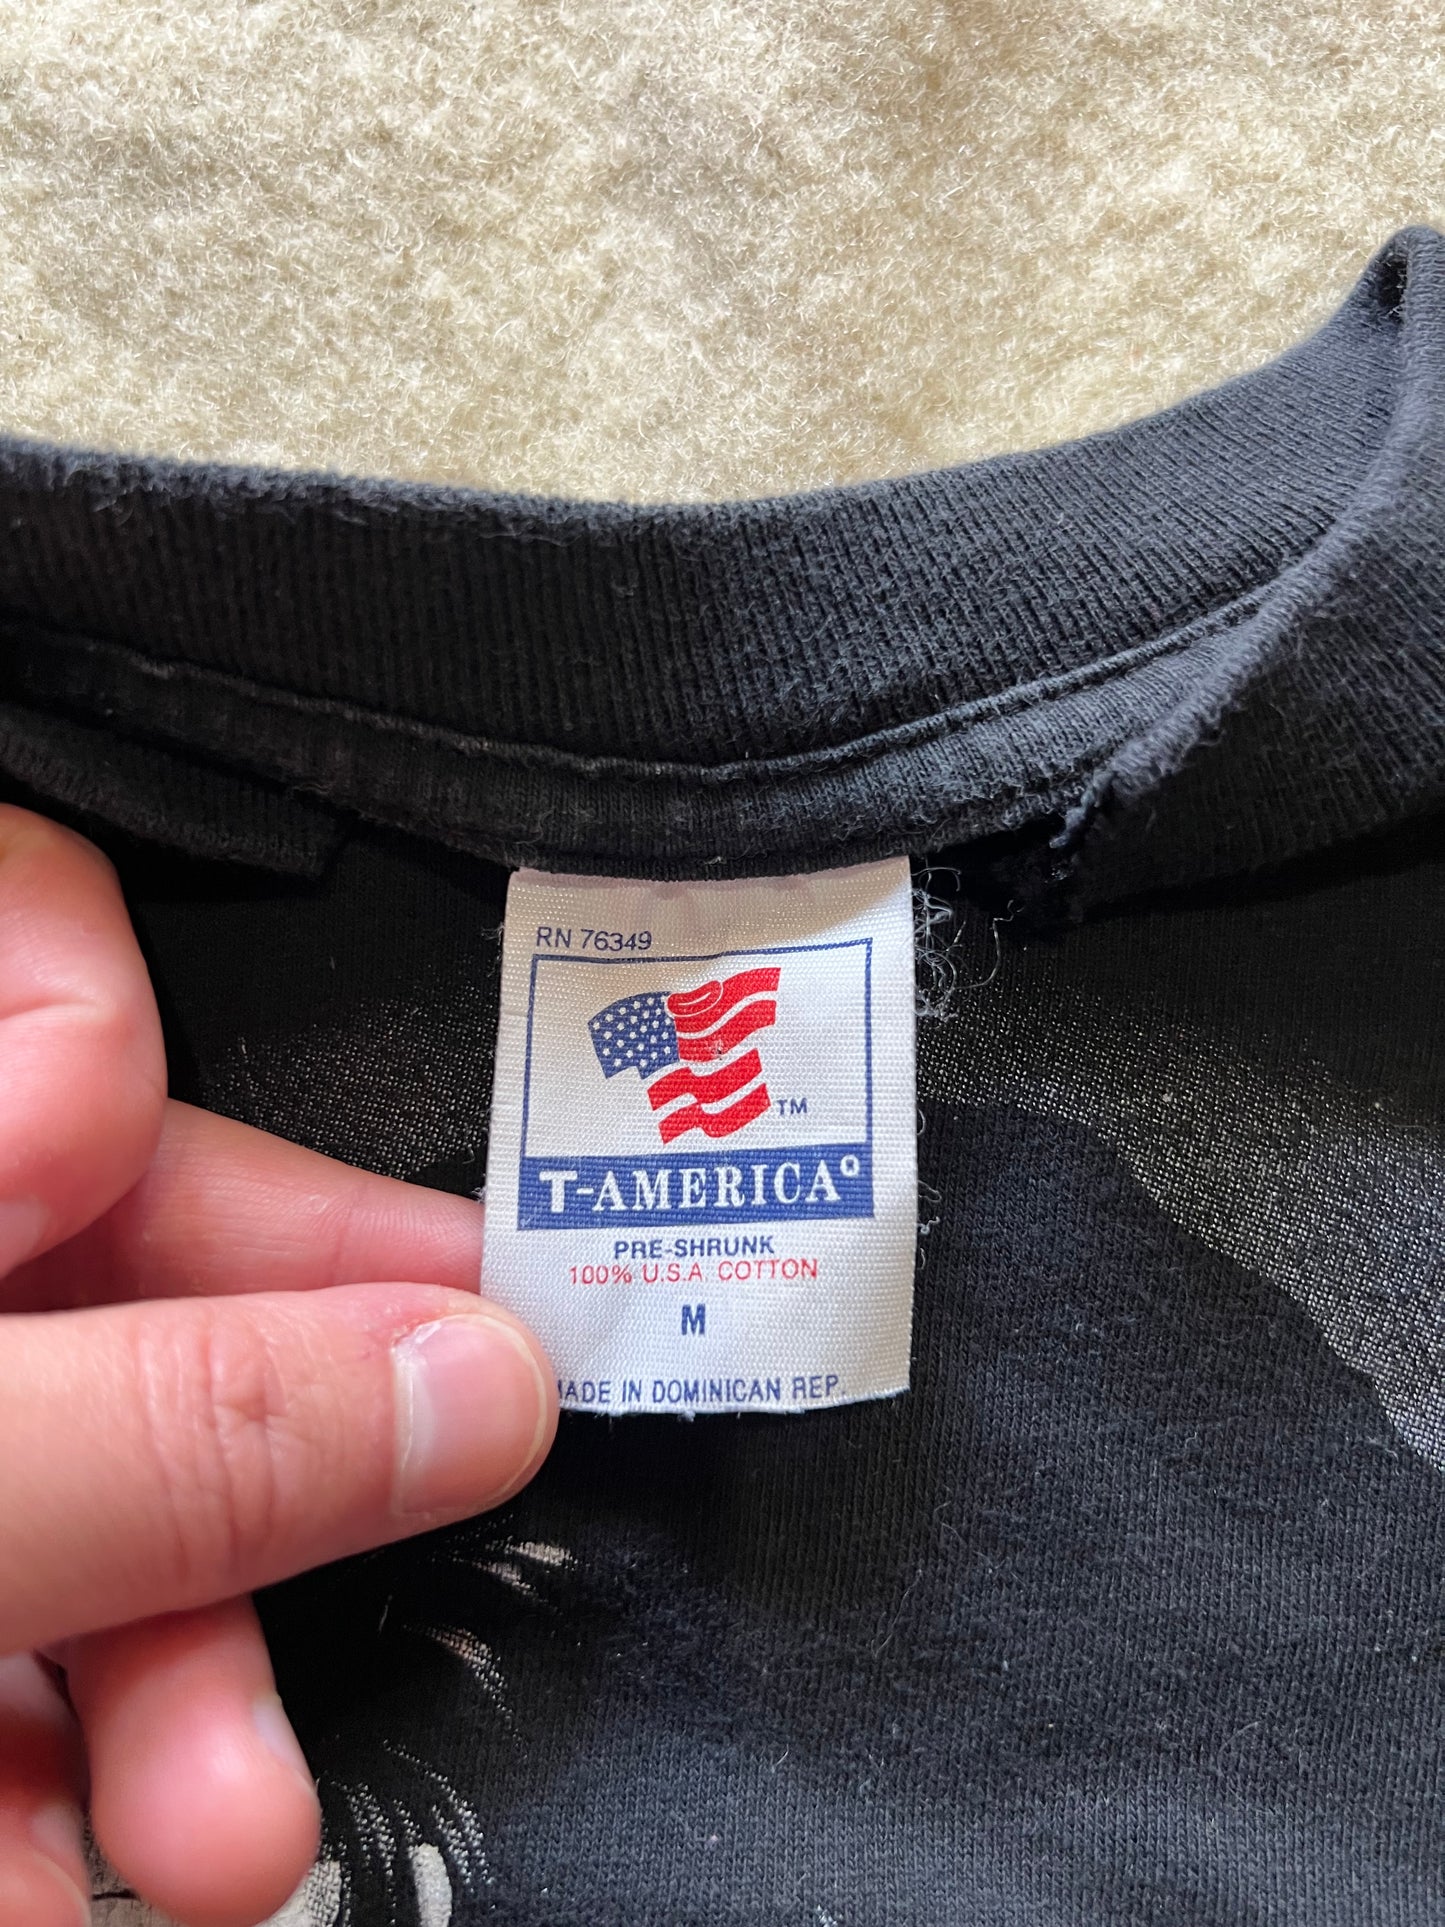 RN 76349
TM
T-AMERICA®
PRE-SHRUNK
100% U.S.A COTTON
M
MADE IN DOMINICAN REP.